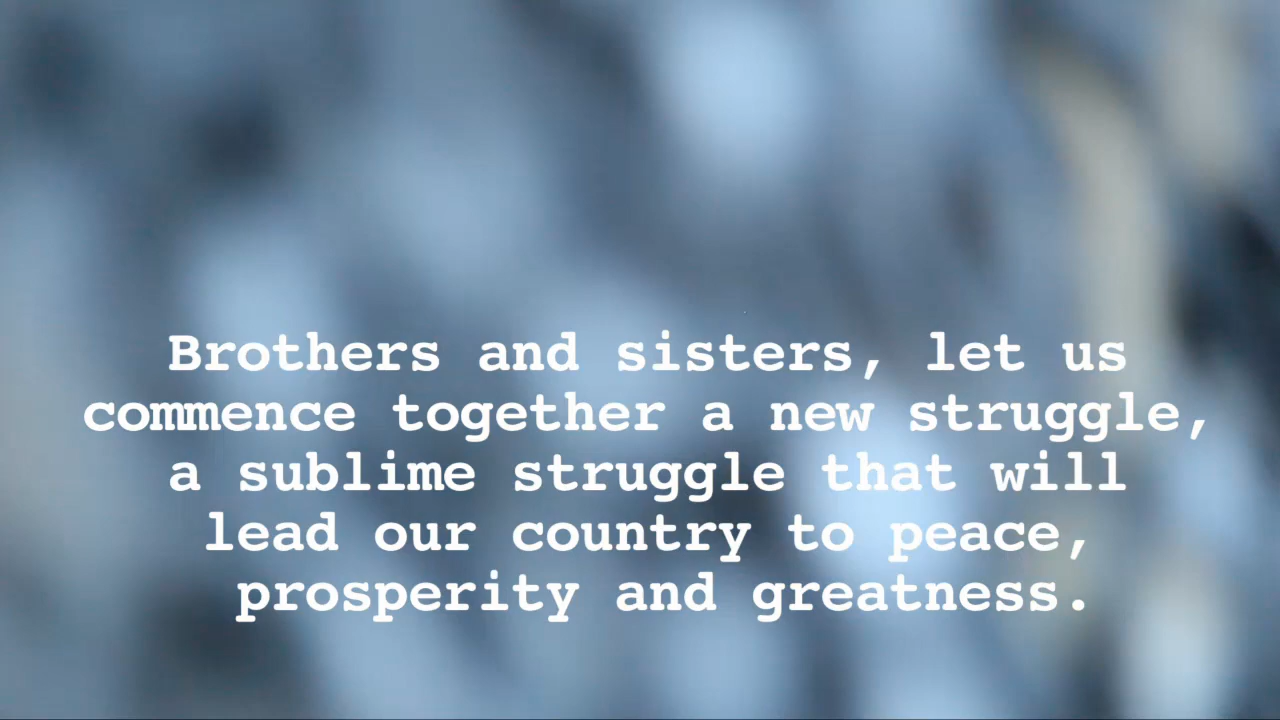 Brothers and sisters, let us
commence together a new struggle,
a sublime struggle that will
lead our country to peace,
prosperity and greatness.